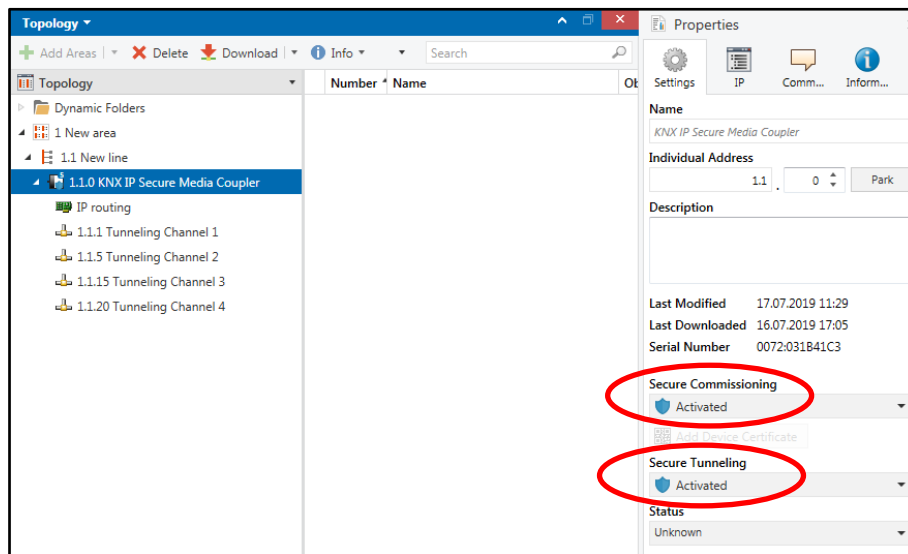 Topology
Add Areas Delete Download Info Search
Topology
Number Name Ob
Dynamic Folders
1 New area
1.1 New line
1.1.0 KNX IP Secure Media Coupler
IP routing
1.1.1 Tunneling Channel 1
1.1.5 Tunneling Channel 2
1.1.15 Tunneling Channel 3
1.1.20 Tunneling Channel 4
Properties
Settings IP Comm... Inform...
Name
KNX IP Secure Media Coupler
Individual Address
1.1 . 0 Park
Description
Last Modified 17.07.2019 11:29
Last Downloaded 16.07.2019 17:05
Serial Number 0072:031B41C3
Secure Commissioning
Activated
Add Device Certificate
Secure Tunneling
Activated
Status
Unknown